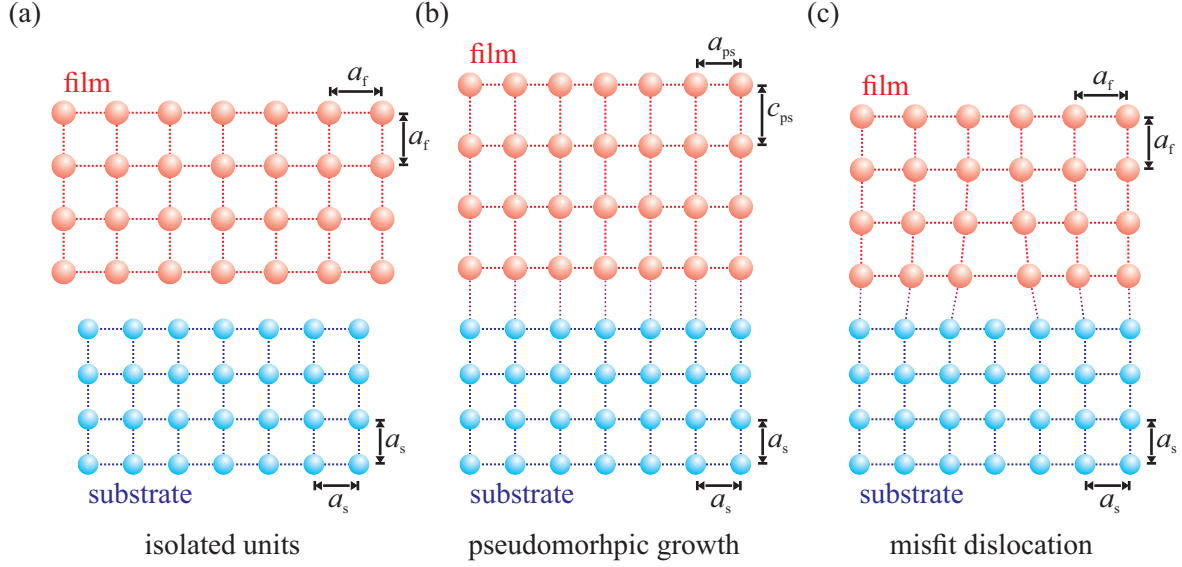 (a)
film
a_f
a_f
a_s
substrate
a_s
isolated units
(b)
a_ps
film
c_ps
a_s
a_s
pseudomorhpic growth
(c)
film
a_f
a_f
a_s
substrate
a_s
misfit dislocation